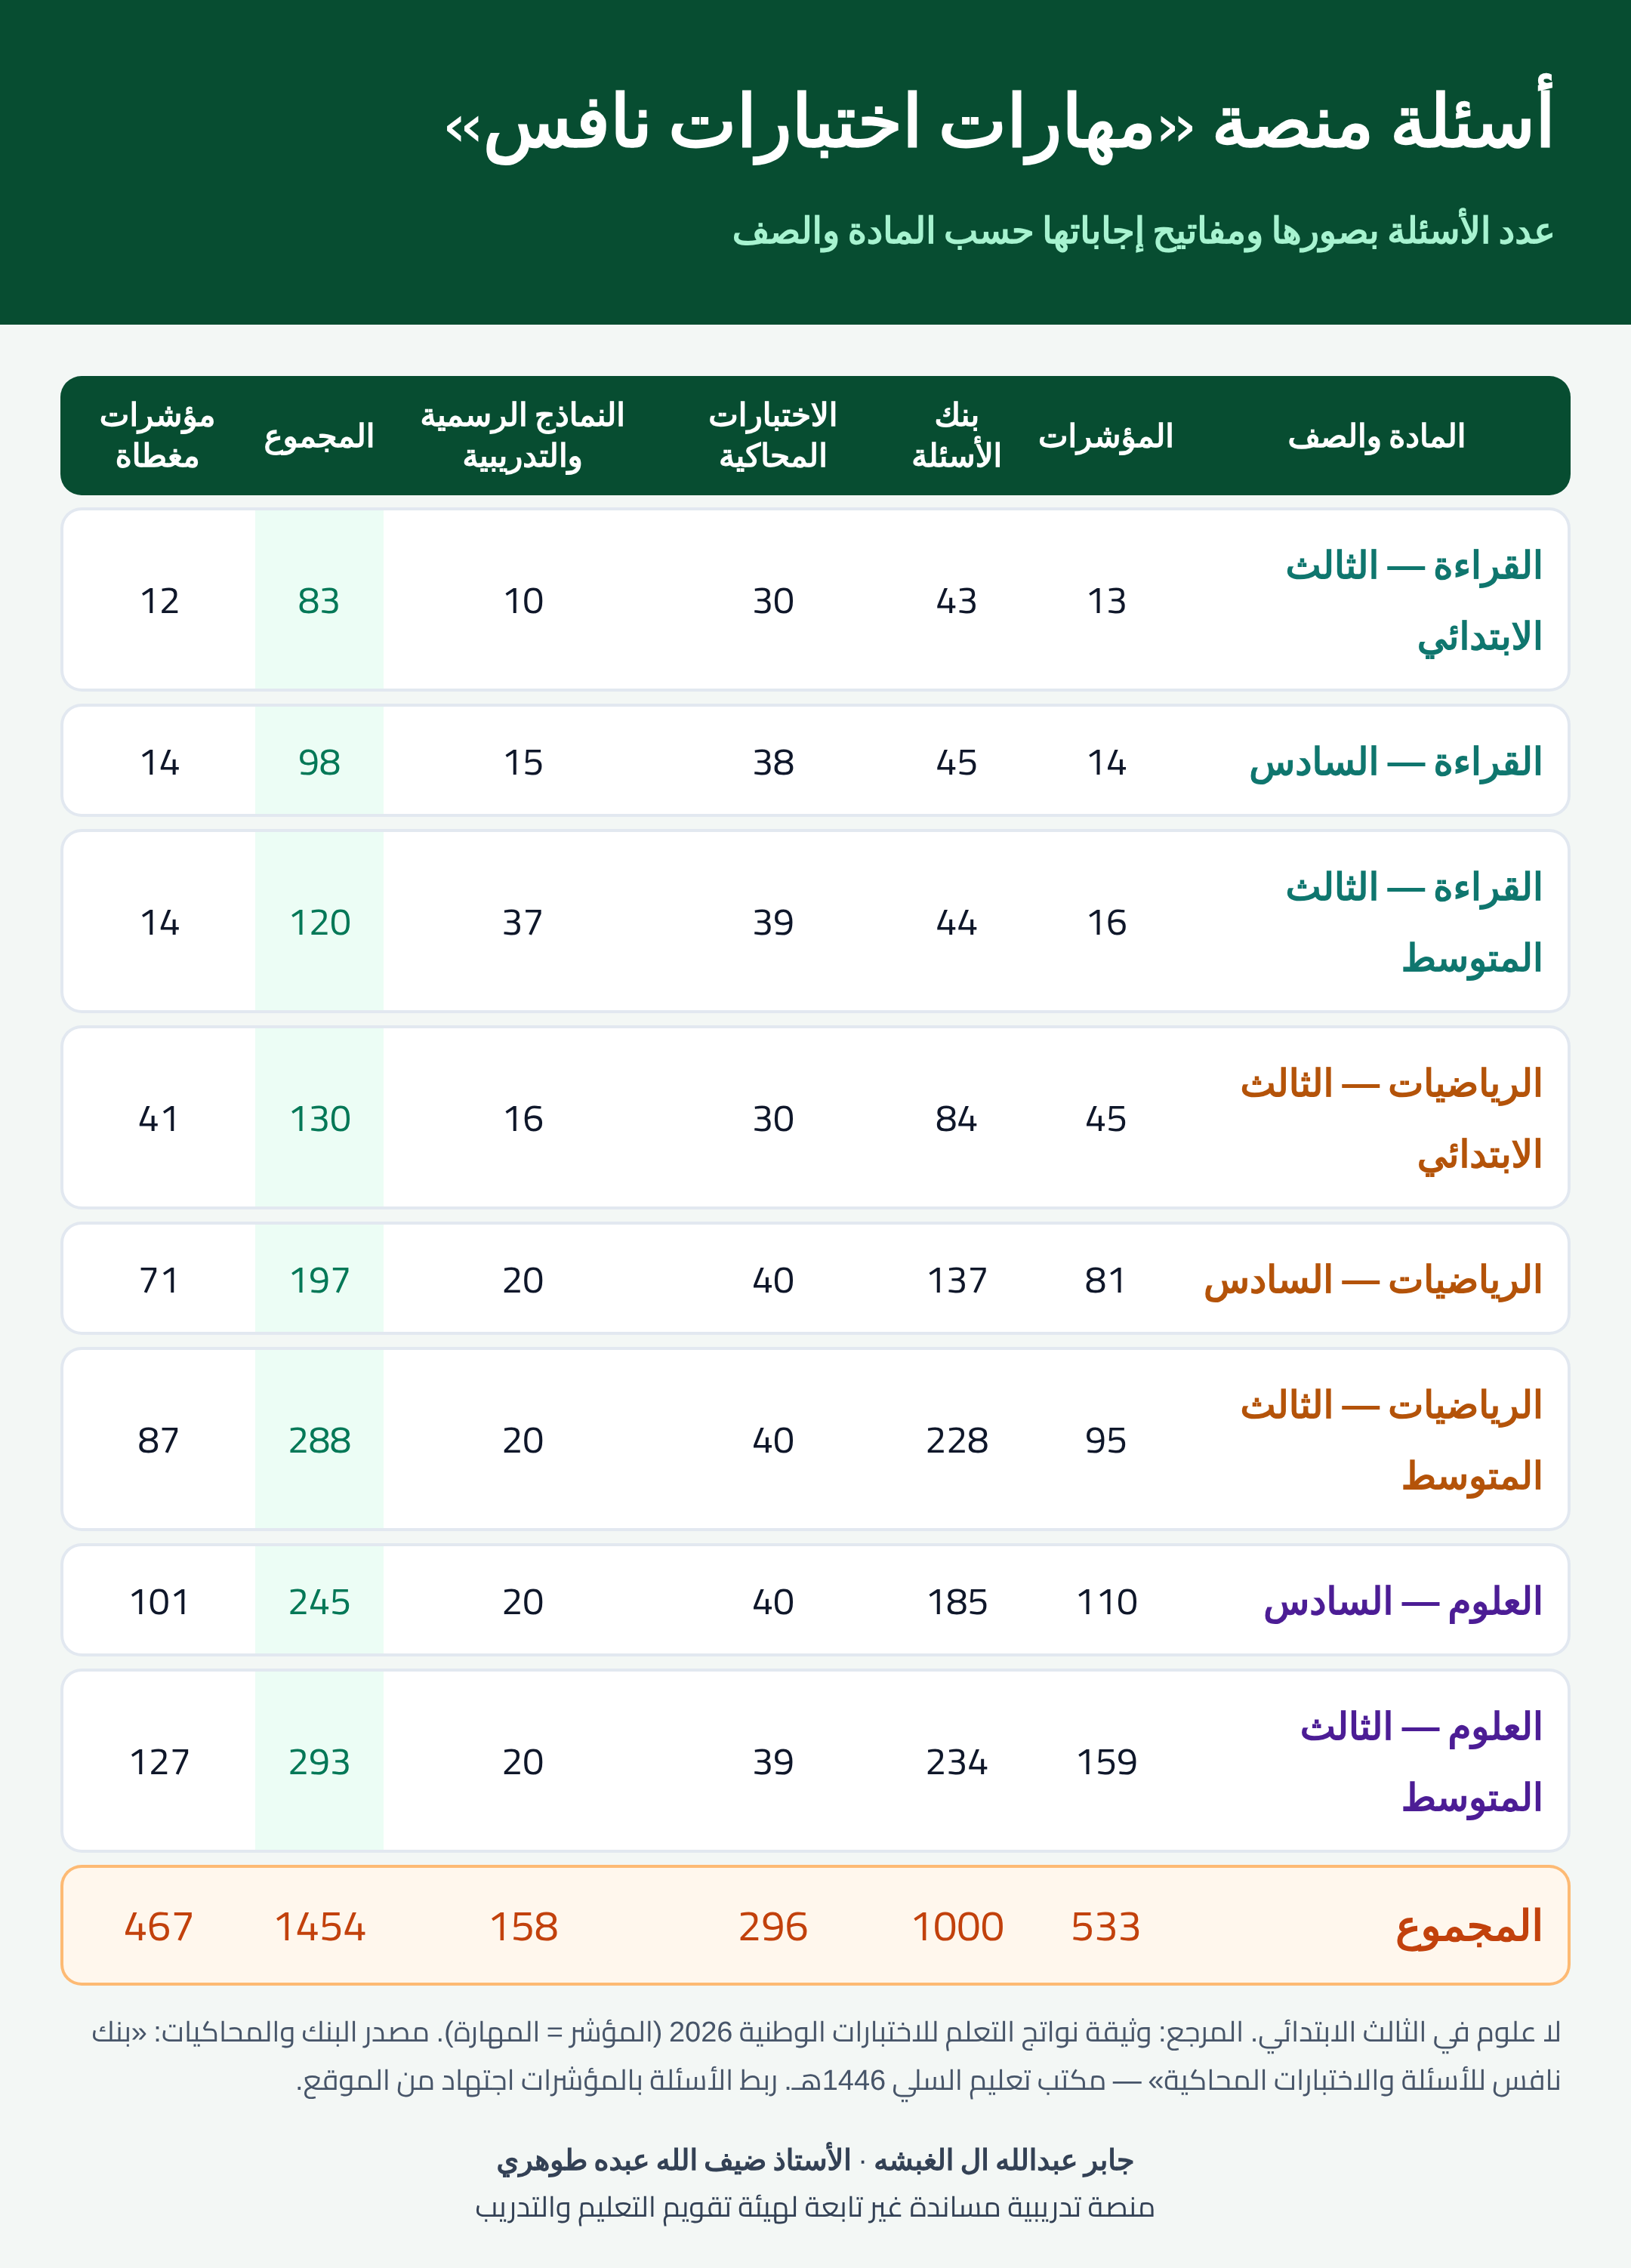 أسئلة منصة «مهارات اختبارات نافس»
عدد الأسئلة بصورها ومفاتيح إجاباتها حسب المادة والصف
المادة والصف المؤشرات بنك الأسئلة الاختبارات المحاكية النماذج الرسمية والتدريبية المجموع مؤشرات مغطاة
القراءة — الثالث الابتدائي 13 43 30 10 83 12
القراءة — السادس 14 45 38 15 98 14
القراءة — الثالث المتوسط 16 44 39 37 120 14
الرياضيات — الثالث الابتدائي 45 84 30 16 130 41
الرياضيات — السادس 81 137 40 20 197 71
الرياضيات — الثالث المتوسط 95 228 40 20 288 87
العلوم — السادس 110 185 40 20 245 101
العلوم — الثالث المتوسط 159 234 39 20 293 127
المجموع 533 1000 296 158 1454 467
لا علوم في الثالث الابتدائي. المرجع: وثيقة نواتج التعلم للاختبارات الوطنية 2026 (المؤشر = المهارة). مصدر البنك والمحاكيات: «بنك
نافس للأسئلة والاختبارات المحاكية» — مكتب تعليم السلي 1446هـ. ربط الأسئلة بالمؤشرات اجتهاد من الموقع.
جابر عبدالله ال الغبشه · الأستاذ ضيف الله عبده طوهري
منصة تدريبية مساندة غير تابعة لهيئة تقويم التعليم والتدريب